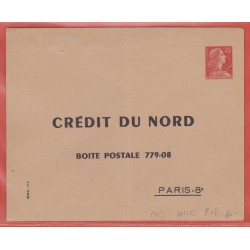 CRÉDIT DU NORD
BOITE POSTALE 779-08
PARIS-8e